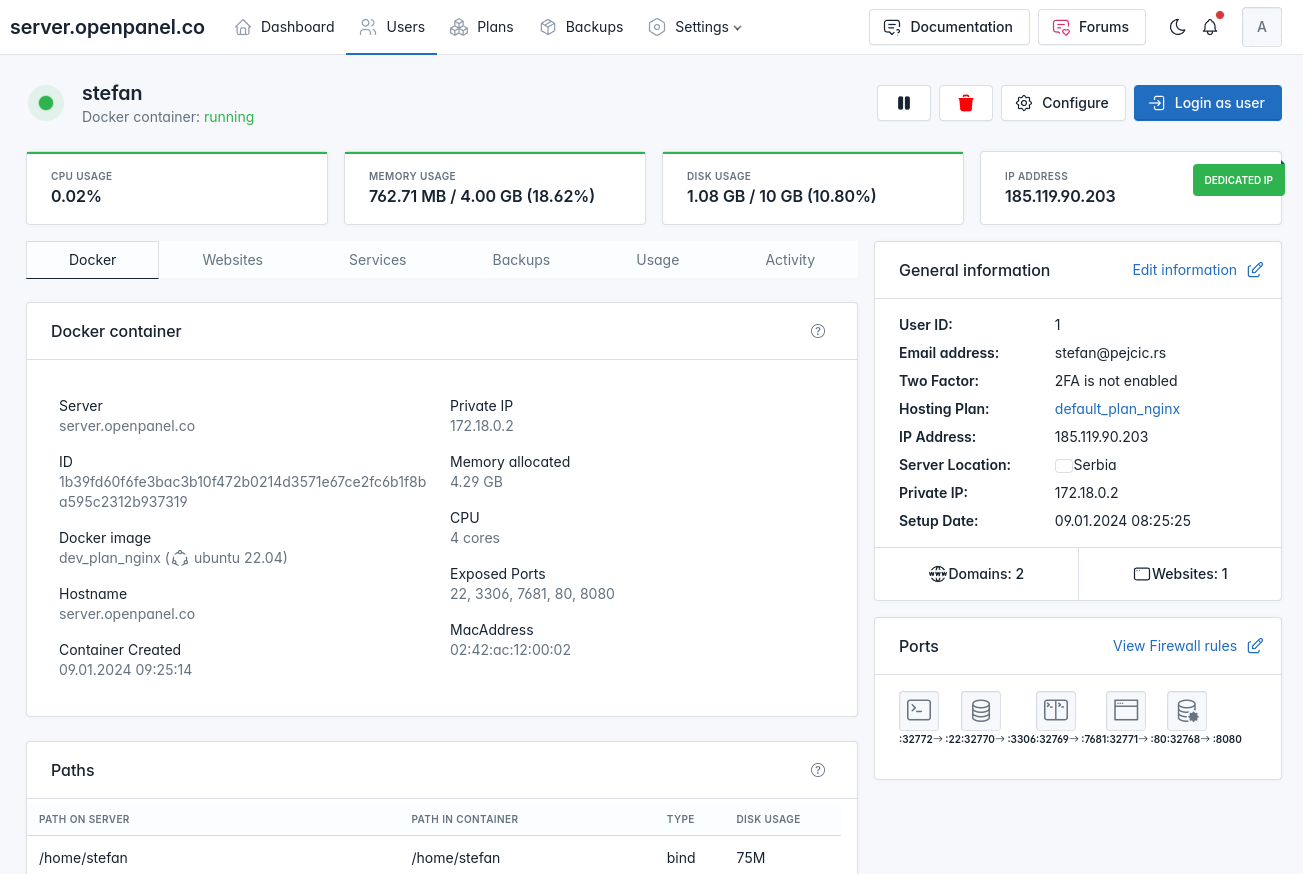 server.openpanel.co Dashboard Users Plans Backups Settings Documentation Forums A
stefan
Docker container: running
Configure Login as user
CPU USAGE
0.02%
MEMORY USAGE
762.71 MB / 4.00 GB (18.62%)
DISK USAGE
1.08 GB / 10 GB (10.80%)
IP ADDRESS
185.119.90.203
DEDICATED IP
Docker Websites Services Backups Usage Activity
Docker container
Server
server.openpanel.co
ID
1b39fd60f6fe3bac3b10f472b0214d3571e67ce2fc6b1f8b
a595c2312b937319
Docker image
dev_plan_nginx ( ubuntu 22.04)
Hostname
server.openpanel.co
Container Created
09.01.2024 09:25:14
Private IP
172.18.0.2
Memory allocated
4.29 GB
CPU
4 cores
Exposed Ports
22, 3306, 7681, 80, 8080
MacAddress
02:42:ac:12:00:02
Paths
PATH ON SERVER PATH IN CONTAINER TYPE DISK USAGE
/home/stefan /home/stefan bind 75M
General information Edit information
User ID: 1
Email address: stefan@pejcic.rs
Two Factor: 2FA is not enabled
Hosting Plan: default_plan_nginx
IP Address: 185.119.90.203
Server Location: Serbia
Private IP: 172.18.0.2
Setup Date: 09.01.2024 08:25:25
Domains: 2 Websites: 1
Ports View Firewall rules
:32772→ :22 :32770→ :3306 :32769→ :7681 :32771→ :80 :32768→ :8080